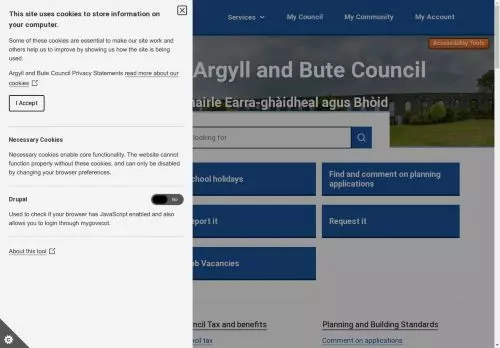 This site uses cookies to store information on
your computer.
Some of these cookies are essential to make our site work and
others help us to improve by showing us how the site is being
used.
Argyll and Bute Council Privacy Statements read more about our
cookies
I Accept
Necessary Cookies
Necessary cookies enable core functionality. The website cannot
function properly without these cookies, and can only be disabled
by changing your browser preferences.
Drupal
No
Used to check if your browser has JavaScript enabled and also
allows you to login through mygovscot.
About this tool
Services My Council My Community My Account
Accessibility Tools
Argyll and Bute Council
hairle Earra-ghàidheal agus Bhòid
ooking for
chool holidays
Find and comment on planning
applications
eport it
Request it
b Vacancies
ncil Tax and benefits
Planning and Building Standards
cil tax
Comment on applications